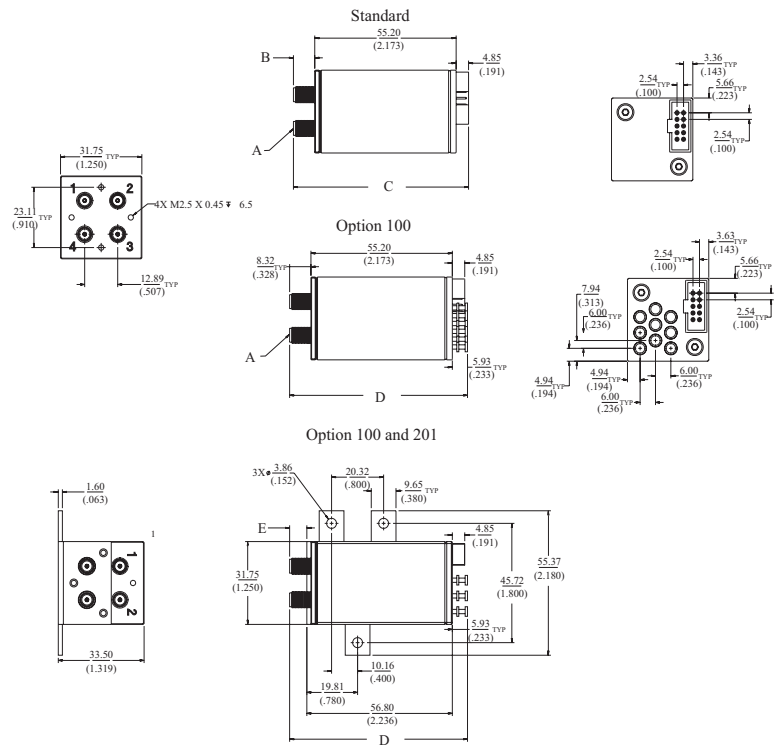 Standard
55.20
(2.173)
B
4.85
(.191)
A
C
3.36 TYP
(.143)
2.54 TYP
(.100)
5.66 TYP
(.223)
2.54 TYP
(.100)
31.75 TYP
(1.250)
1
2
4
3
23.11 TYP
(.910)
4X M2.5 X 0.45 ↧ 6.5
12.89 TYP
(.507)
Option 100
8.32
(.328)
55.20
(2.173)
4.85
(.191)
A
5.93 TYP
(.233)
D
3.63 TYP
(.143)
2.54 TYP
(.100)
5.66 TYP
(.223)
7.94 TYP
(.313)
6.00 TYP
(.236)
2.54 TYP
(.100)
4.94 TYP
(.194)
4.94 TYP
(.194)
6.00 TYP
(.236)
6.00 TYP
(.236)
Option 100 and 201
1.60
(.063)
1
1
2
33.50
(1.319)
3X ⌀ 3.86
(.152)
20.32
(.800)
9.65 TYP
(.380)
E
4.85
(.191)
31.75
(1.250)
45.72
(1.800)
55.37
(2.180)
5.93 TYP
(.233)
10.16
(.400)
19.81
(.780)
56.80
(2.236)
D